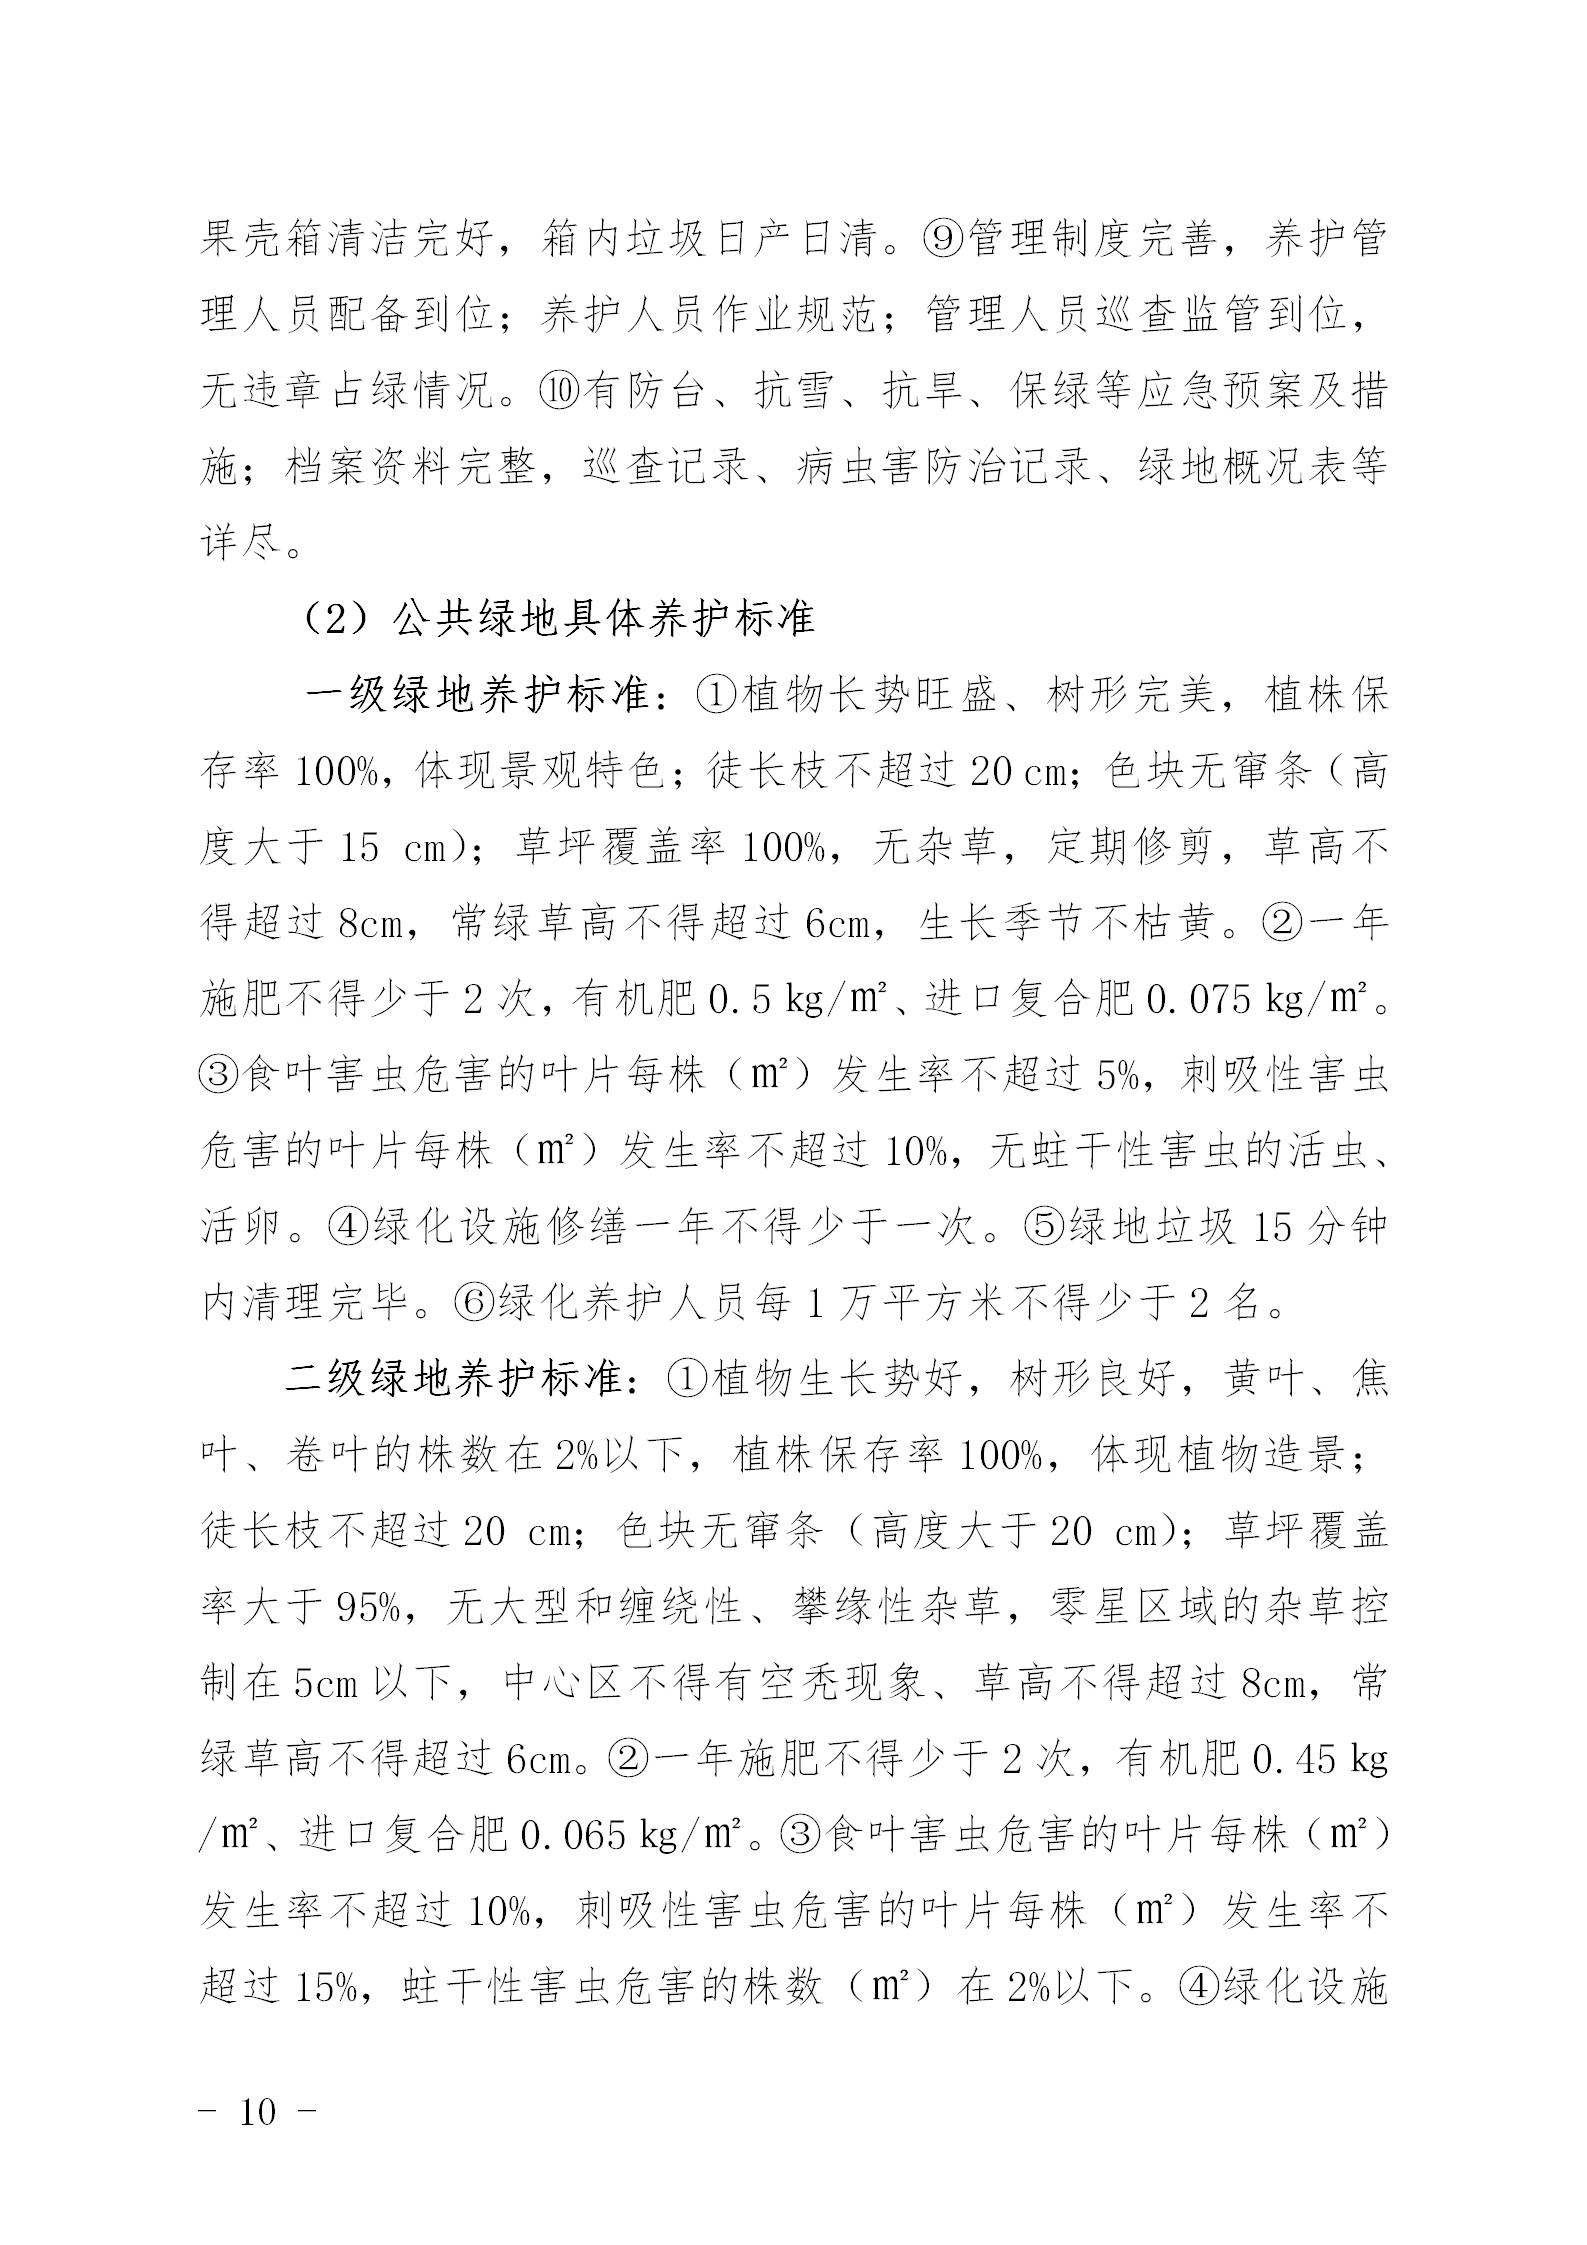 果壳箱清洁完好，箱内垃圾日产日清。⑨管理制度完善，养护管
理人员配备到位；养护人员作业规范；管理人员巡查监管到位，
无违章占绿情况。⑩有防台、抗雪、抗旱、保绿等应急预案及措
施；档案资料完整，巡查记录、病虫害防治记录、绿地概况表等
详尽。
（2）公共绿地具体养护标准
一级绿地养护标准：①植物长势旺盛、树形完美，植株保
存率 100%，体现景观特色；徒长枝不超过 20 cm；色块无窜条（高
度大于 15 cm）；草坪覆盖率 100%，无杂草，定期修剪，草高不
得超过 8cm，常绿草高不得超过 6cm，生长季节不枯黄。②一年
施肥不得少于 2 次，有机肥 0.5 kg/㎡、进口复合肥 0.075 kg/㎡。
③食叶害虫危害的叶片每株（㎡）发生率不超过 5%，刺吸性害虫
危害的叶片每株（㎡）发生率不超过 10%，无蛀干性害虫的活虫、
活卵。④绿化设施修缮一年不得少于一次。⑤绿地垃圾 15 分钟
内清理完毕。⑥绿化养护人员每 1 万平方米不得少于 2 名。
二级绿地养护标准：①植物生长势好，树形良好，黄叶、焦
叶、卷叶的株数在 2%以下，植株保存率 100%，体现植物造景；
徒长枝不超过 20 cm；色块无窜条（高度大于 20 cm）；草坪覆盖
率大于 95%，无大型和缠绕性、攀缘性杂草，零星区域的杂草控
制在 5cm 以下，中心区不得有空秃现象、草高不得超过 8cm，常
绿草高不得超过 6cm。②一年施肥不得少于 2 次，有机肥 0.45 kg
/㎡、进口复合肥 0.065 kg/㎡。③食叶害虫危害的叶片每株（㎡）
发生率不超过 10%，刺吸性害虫危害的叶片每株（㎡）发生率不
超过 15%，蛀干性害虫危害的株数（㎡）在 2%以下。④绿化设施
- 10 -